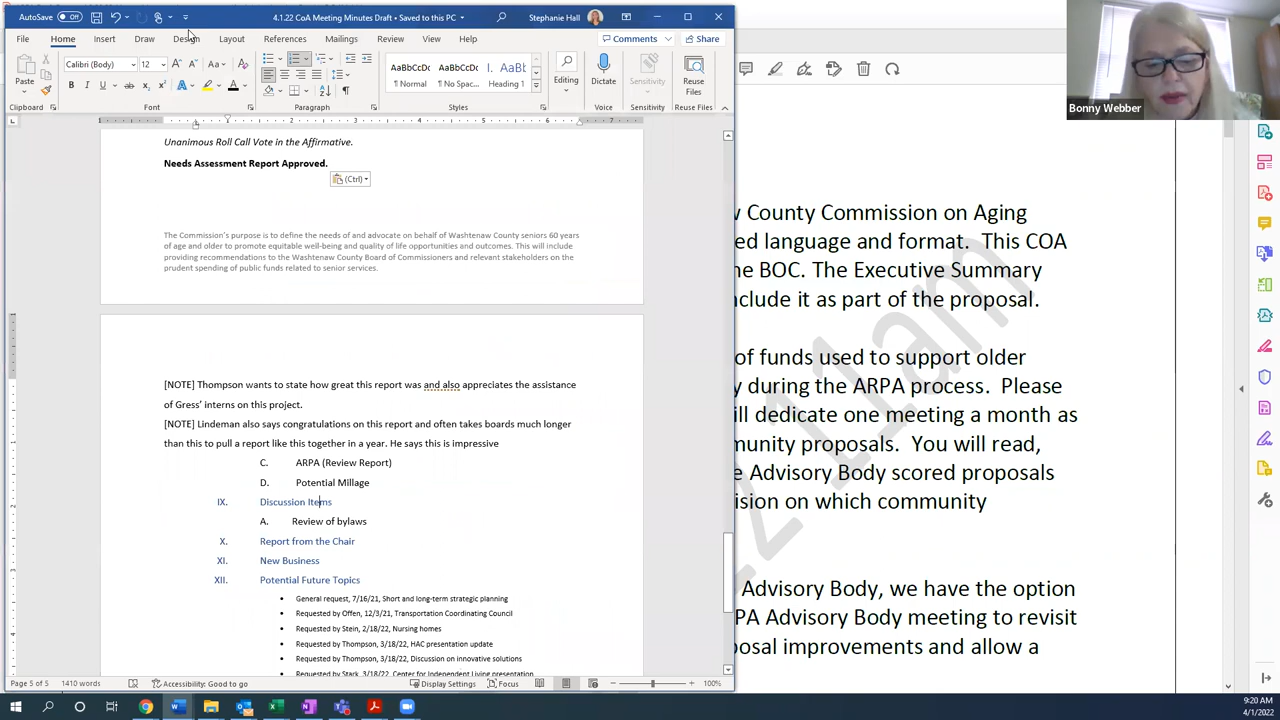 AutoSave Off
4.1.22 CoA Meeting Minutes Draft • Saved to this PC
Stephanie Hall
File Home Insert Draw Design Layout References Mailings Review View Help
Comments Share
Calibri (Body) 12
Paste
Clipboard Font Paragraph Styles Voice Sensitivity Reuse Files
AaBbCcDc AaBbCcDc AaBb
¶ Normal ¶ No Spac... Heading 1
Editing
Dictate
Sensitivity
Reuse
Files
Bonny Webber
Unanimous Roll Call Vote in the Affirmative.
Needs Assessment Report Approved.
(Ctrl)
The Commission's purpose is to define the needs of and advocate on behalf of Washtenaw County seniors 60 years
of age and older to promote equitable well-being and quality of life opportunities and outcomes. This will include
providing recommendations to the Washtenaw County Board of Commissioners and relevant stakeholders on the
prudent spending of public funds related to senior services.
[NOTE] Thompson wants to state how great this report was and also appreciates the assistance
of Gress' interns on this project.
[NOTE] Lindeman also says congratulations on this report and often takes boards much longer
than this to pull a report like this together in a year. He says this is impressive
C. ARPA (Review Report)
D. Potential Millage
IX. Discussion Items
A. Review of bylaws
X. Report from the Chair
XI. New Business
XII. Potential Future Topics
• General request, 7/16/21, Short and long-term strategic planning
• Requested by Offen, 12/3/21, Transportation Coordinating Council
• Requested by Stein, 2/18/22, Nursing homes
• Requested by Thompson, 3/18/22, HAC presentation update
• Requested by Thompson, 3/18/22, Discussion on innovative solutions
• Requested by Stark, 3/18/22, Center for Independent Living presentation
w County Commission on Aging
ed language and format. This COA
he BOC. The Executive Summary
nclude it as part of the proposal.
of funds used to support older
y during the ARPA process. Please
ill dedicate one meeting a month as
munity proposals. You will read,
e Advisory Body scored proposals
ision on which community
Advisory Body, we have the option
PA Advisory Body meeting to revisit
posal improvements and allow a
22 11am
Page 5 of 5 1410 words Accessibility: Good to go Display Settings Focus 100%
9:20 AM
4/1/2022